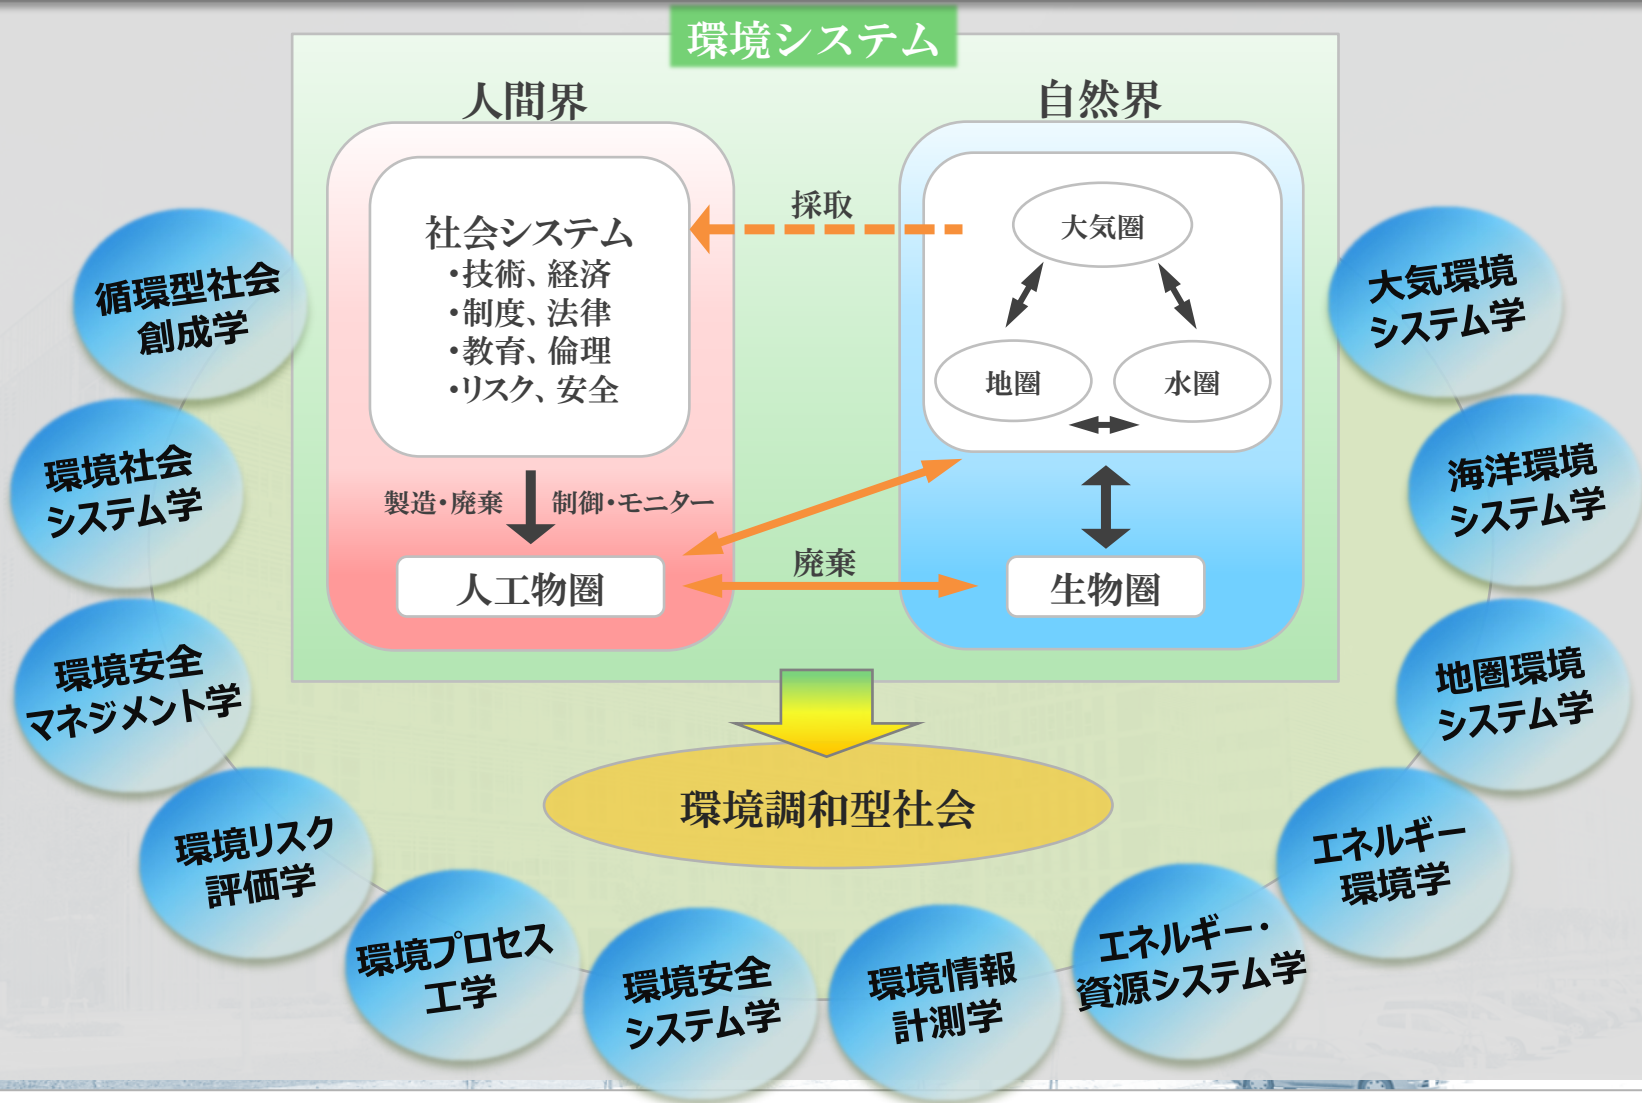 環境システム
人間界
自然界
社会システム
・技術、経済
・制度、法律
・教育、倫理
・リスク、安全
製造・廃棄
制御・モニター
人工物圏
採取
廃棄
大気圏
地圏
水圏
生物圏
環境調和型社会
循環型社会
創成学
環境社会
システム学
環境安全
マネジメント学
環境リスク
評価学
環境プロセス
工学
環境安全
システム学
環境情報
計測学
エネルギー・
資源システム学
エネルギー
環境学
地圏環境
システム学
海洋環境
システム学
大気環境
システム学